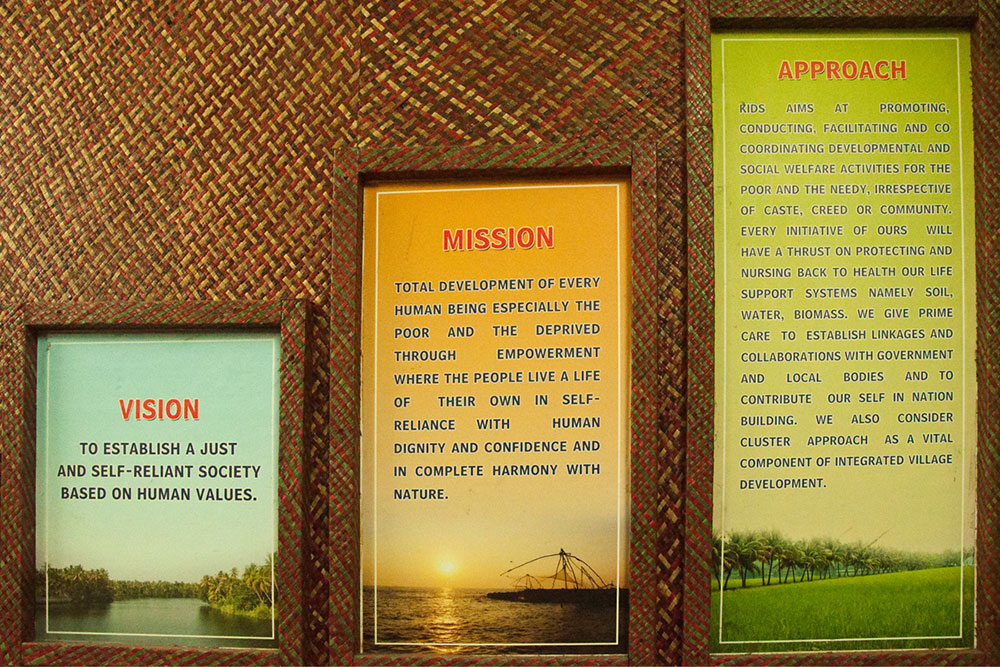 VISION
TO ESTABLISH A JUST
AND SELF-RELIANT SOCIETY
BASED ON HUMAN VALUES.
MISSION
TOTAL DEVELOPMENT OF EVERY
HUMAN BEING ESPECIALLY THE
POOR AND THE DEPRIVED
THROUGH EMPOWERMENT
WHERE THE PEOPLE LIVE A LIFE
OF THEIR OWN IN SELF-
RELIANCE WITH HUMAN
DIGNITY AND CONFIDENCE AND
IN COMPLETE HARMONY WITH
NATURE.
APPROACH
KIDS AIMS AT PROMOTING,
CONDUCTING, FACILITATING AND CO
COORDINATING DEVELOPMENTAL AND
SOCIAL WELFARE ACTIVITIES FOR THE
POOR AND THE NEEDY, IRRESPECTIVE
OF CASTE, CREED OR COMMUNITY.
EVERY INITIATIVE OF OURS WILL
HAVE A THRUST ON PROTECTING AND
NURSING BACK TO HEALTH OUR LIFE
SUPPORT SYSTEMS NAMELY SOIL,
WATER, BIOMASS. WE GIVE PRIME
CARE TO ESTABLISH LINKAGES AND
COLLABORATIONS WITH GOVERNMENT
AND LOCAL BODIES AND TO
CONTRIBUTE OUR SELF IN NATION
BUILDING. WE ALSO CONSIDER
CLUSTER APPROACH AS A VITAL
COMPONENT OF INTEGRATED VILLAGE
DEVELOPMENT.